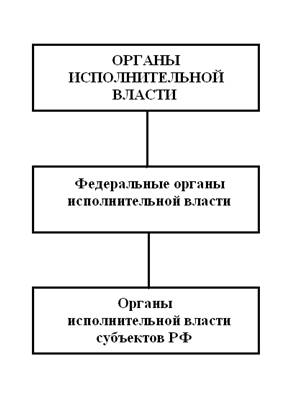 ОРГАНЫ
ИСПОЛНИТЕЛЬНОЙ
ВЛАСТИ
Федеральные органы
исполнительной власти
Органы
исполнительной власти
субъектов РФ